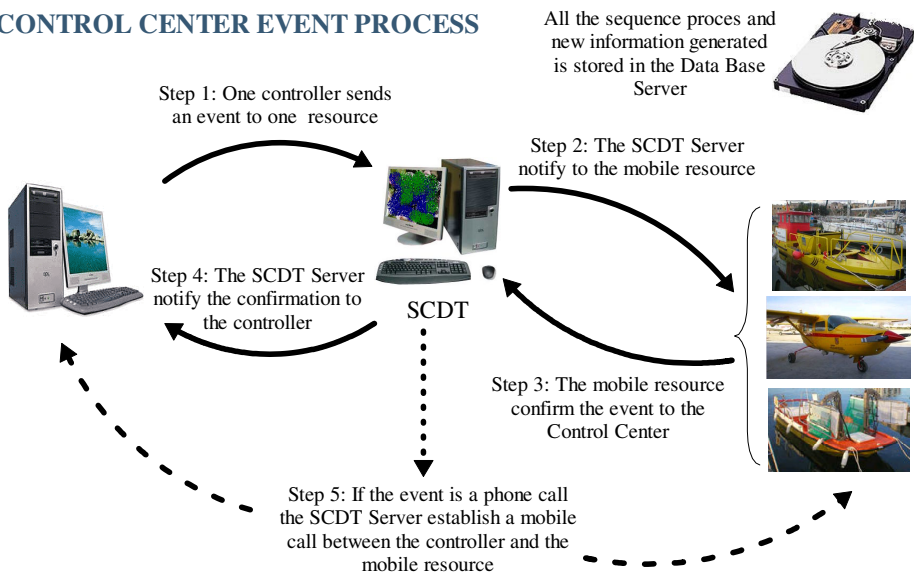 CONTROL CENTER EVENT PROCESS
All the sequence proces and
new information generated
is stored in the Data Base
Server
Step 1: One controller sends
an event to one resource
Step 2: The SCDT Server
notify to the mobile resource
Step 4: The SCDT Server
notify the confirmation to
the controller
SCDT
Step 3: The mobile resource
confirm the event to the
Control Center
Step 5: If the event is a phone call
the SCDT Server establish a mobile
call between the controller and the
mobile resource